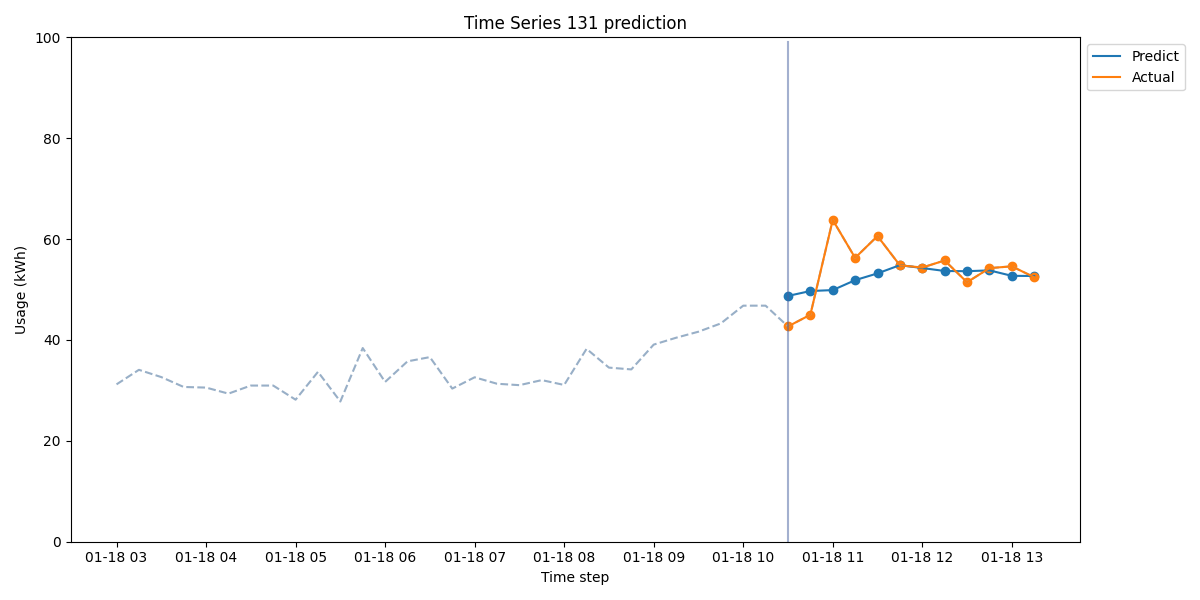 Time Series 131 prediction
100
80
60
40
20
0
Usage (kWh)
01-18 03 01-18 04 01-18 05 01-18 06 01-18 07 01-18 08 01-18 09 01-18 10 01-18 11 01-18 12 01-18 13
Time step
Predict
Actual